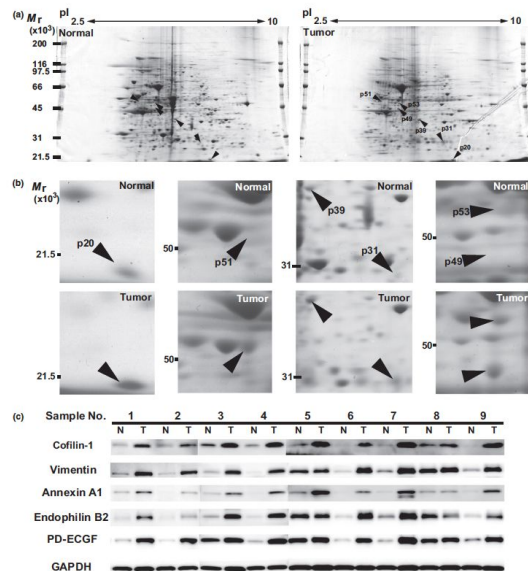 (a) pI 2.5 10 pI 2.5 10
Mr Normal Tumor
(x10³)
200
116
97.5
66
45
31
21.5
p51
p53
p49
p39
p31
p20
(b) Mr Normal Normal Normal Normal
(x10³)
p39
p53
p20
p51
p31
p49
21.5 50 31 50
Tumor Tumor Tumor Tumor
21.5 50 31 50
(c) Sample No. 1 2 3 4 5 6 7 8 9
N T N T N T N T N T N T N T N T N T
Cofilin-1
Vimentin
Annexin A1
Endophilin B2
PD-ECGF
GAPDH